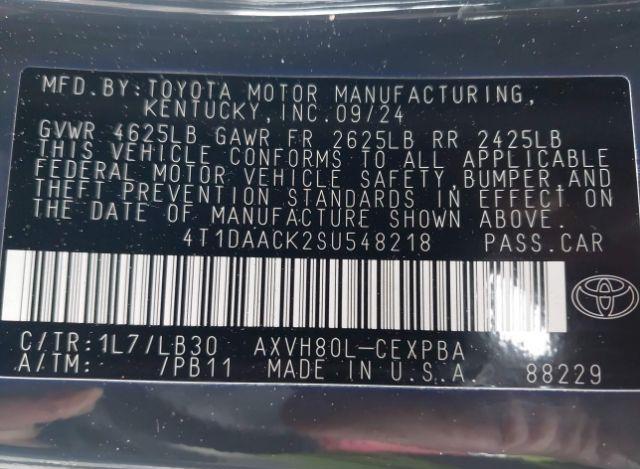 MFD.BY:TOYOTA MOTOR MANUFACTURING,
KENTUCKY,INC.09/24
GVWR 4625LB GAWR FR 2625LB RR 2425LB
THIS VEHICLE CONFORMS TO ALL APPLICABLE
FEDERAL MOTOR VEHICLE SAFETY,BUMPER,AND
THEFT PREVENTION STANDARDS IN EFFECT ON
THE DATE OF MANUFACTURE SHOWN ABOVE.
4T1DAACK2SU548218 PASS.CAR
C/TR:1L7/LB30 AXVH80L-CEXPBA
A/TM: /PB11 MADE IN U.S.A. 88229